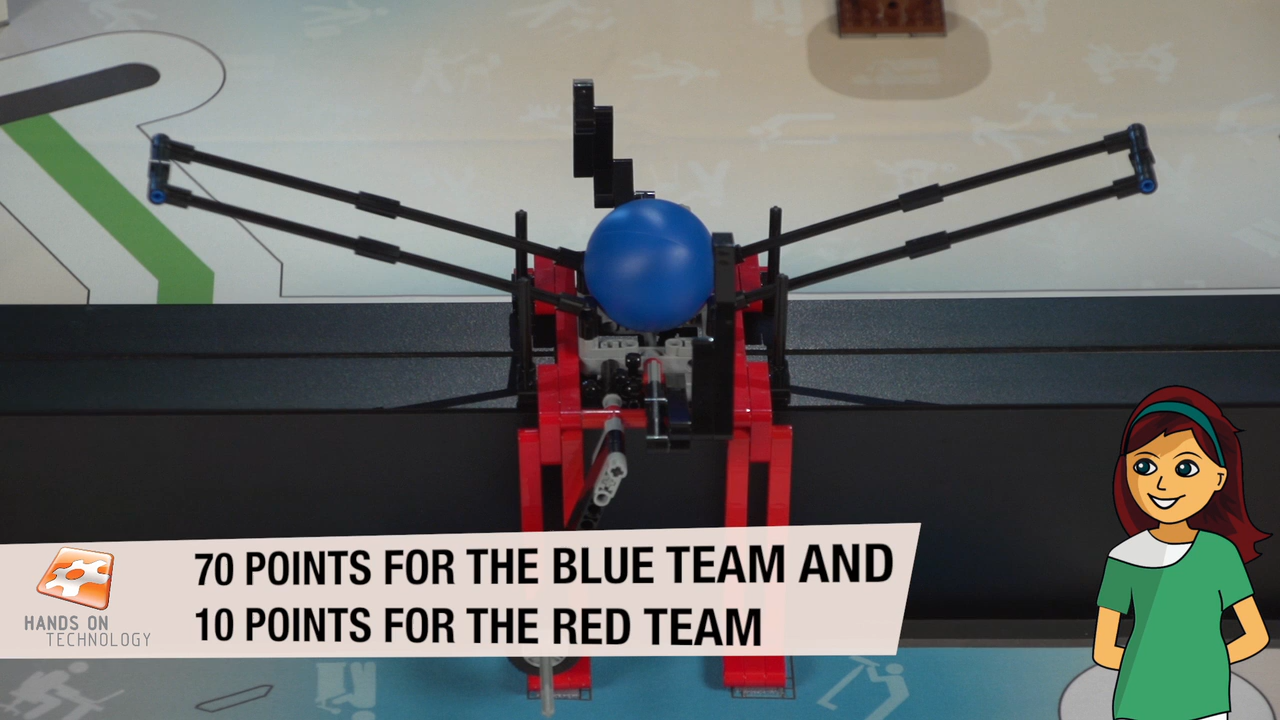 70 POINTS FOR THE BLUE TEAM AND
10 POINTS FOR THE RED TEAM
HANDS ON
TECHNOLOGY